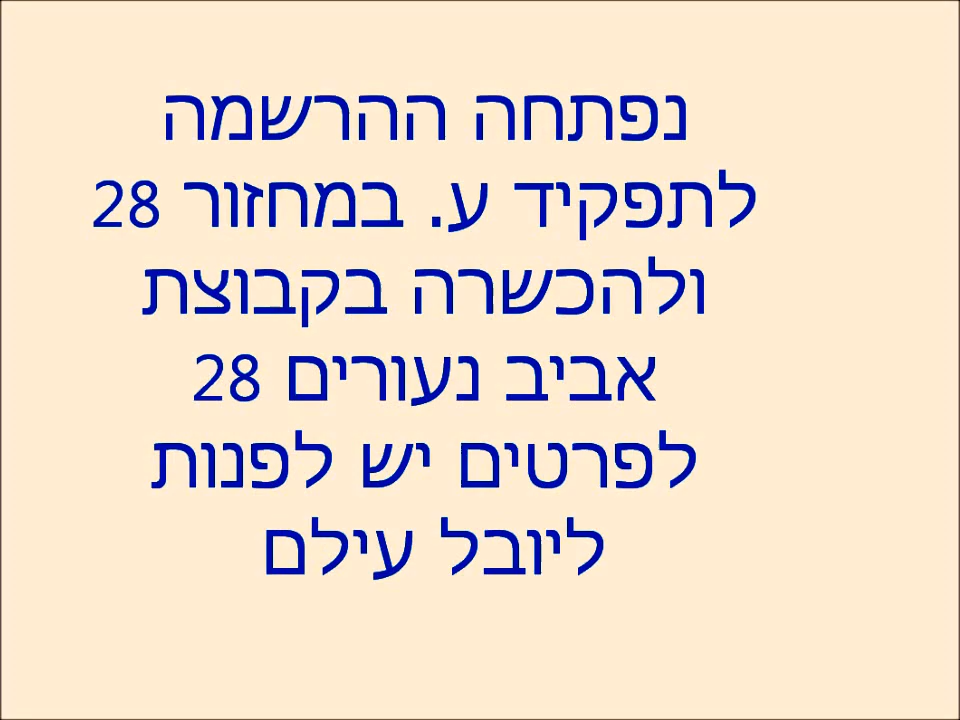 נפתחה ההרשמה
לתפקיד ע. במחזור 28
ולהכשרה בקבוצת
אביב נעורים 28
לפרטים יש לפנות
ליובל עילם